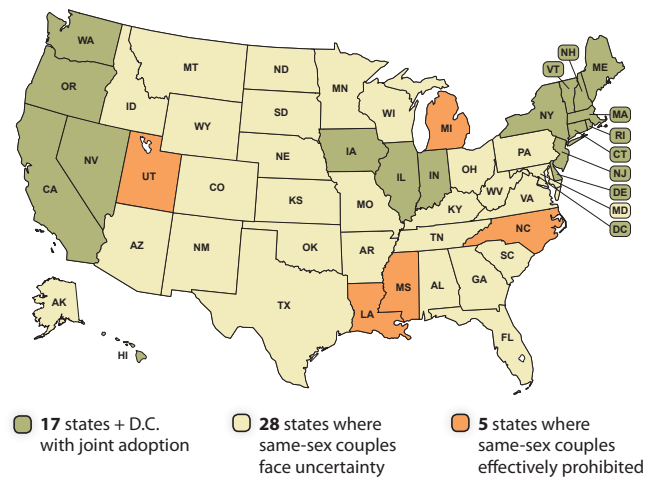 WA
OR
CA
NV
ID
MT
WY
UT
AZ
CO
NM
ND
SD
NE
KS
OK
TX
MN
IA
MO
AR
LA
WI
IL
MS
MI
IN
KY
TN
AL
OH
WV
VA
NC
SC
GA
FL
PA
NY
VT
NH
ME
MA
RI
CT
NJ
DE
MD
DC
AK
HI
17 states + D.C.
with joint adoption
28 states where
same-sex couples
face uncertainty
5 states where
same-sex couples
effectively prohibited